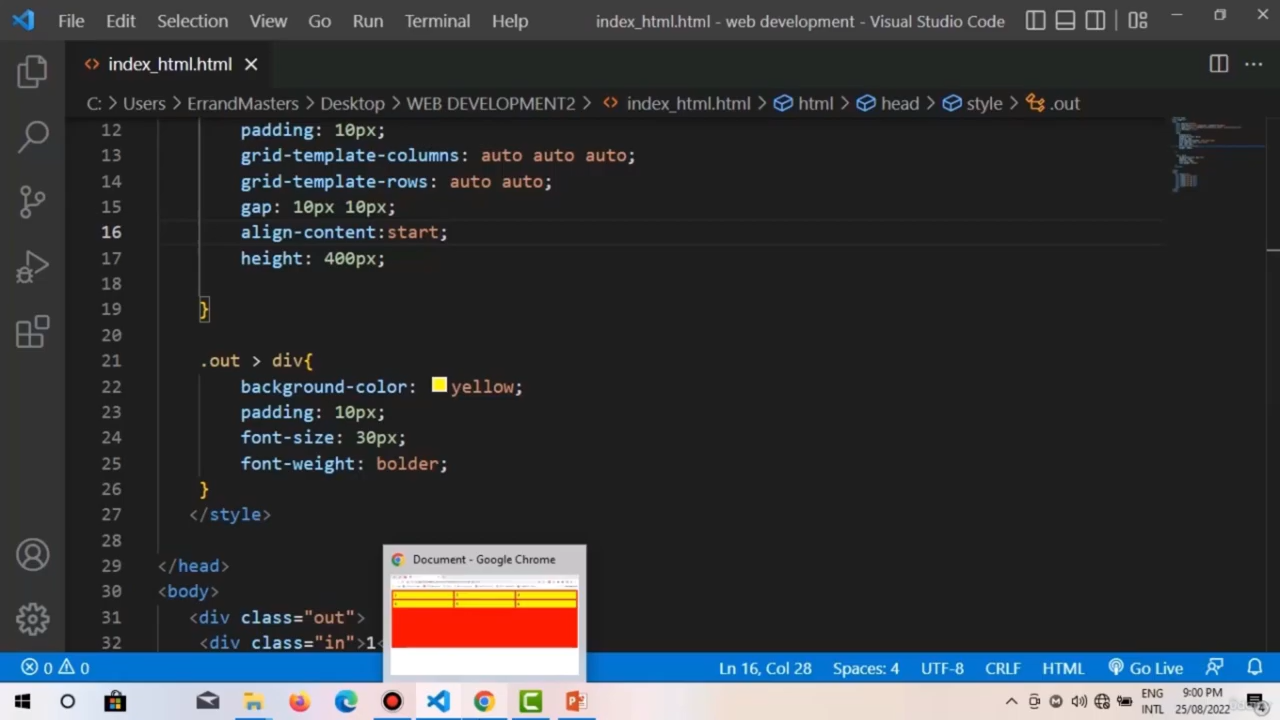 File Edit Selection View Go Run Terminal Help index_html.html - web development - Visual Studio Code
index_html.html
C: > Users > ErrandMasters > Desktop > WEB DEVELOPMENT2 > index_html.html > html > head > style > .out
12 padding: 10px;
13 grid-template-columns: auto auto auto;
14 grid-template-rows: auto auto;
15 gap: 10px 10px;
16 align-content:start;
17 height: 400px;
18
19 }
20
21 .out > div{
22 background-color: yellow;
23 padding: 10px;
24 font-size: 30px;
25 font-weight: bolder;
26 }
27 </style>
28
29 </head>
30 <body>
31 <div class="out">
32 <div class="in">1<
Document - Google Chrome
0 0 Ln 16, Col 28 Spaces: 4 UTF-8 CRLF HTML Go Live
ENG 9:00 PM
INTL 25/08/2022 4